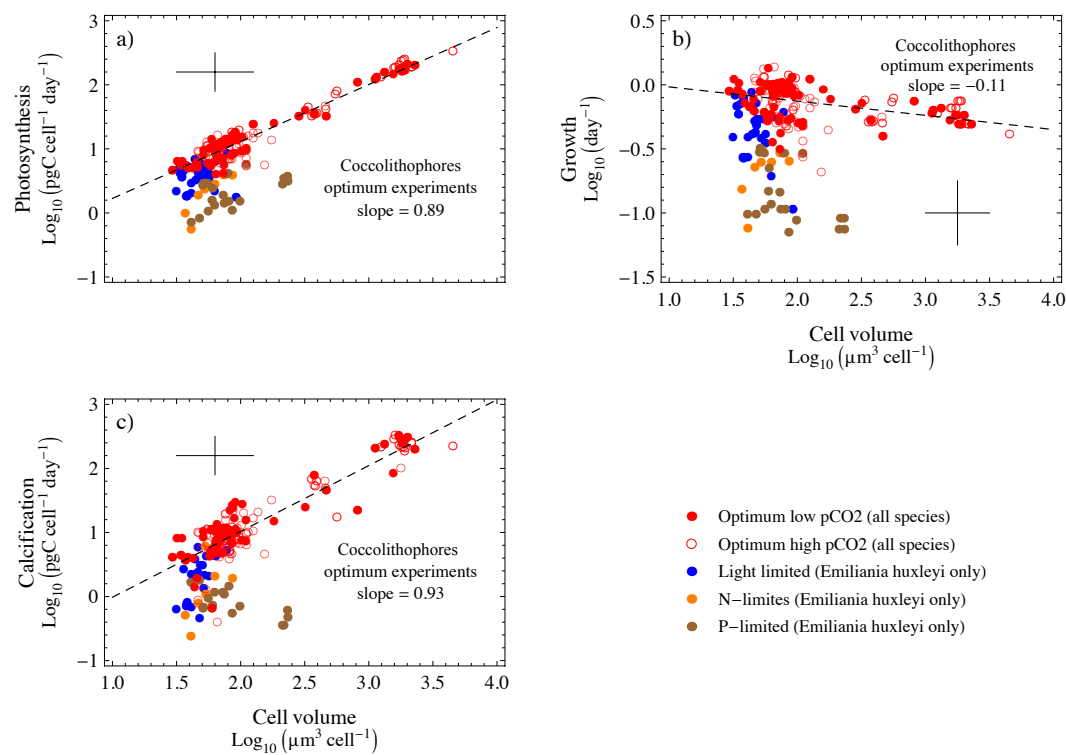 a)
3
2
1
0
−1
Photosynthesis
Log10 (pgC cell−1 day−1)
Coccolithophores
optimum experiments
slope = 0.89
b)
0.5
0.0
−0.5
−1.0
−1.5
Growth
Log10 (day−1)
Coccolithophores
optimum experiments
slope = −0.11
1.0 1.5 2.0 2.5 3.0 3.5 4.0
Cell volume
Log10 (μm3 cell−1)
c)
3
2
1
0
−1
Calcification
Log10 (pgC cell−1 day−1)
Coccolithophores
optimum experiments
slope = 0.93
1.0 1.5 2.0 2.5 3.0 3.5 4.0
Cell volume
Log10 (μm3 cell−1)
Optimum low pCO2 (all species)
Optimum high pCO2 (all species)
Light limited (Emiliania huxleyi only)
N−limites (Emiliania huxleyi only)
P−limited (Emiliania huxleyi only)